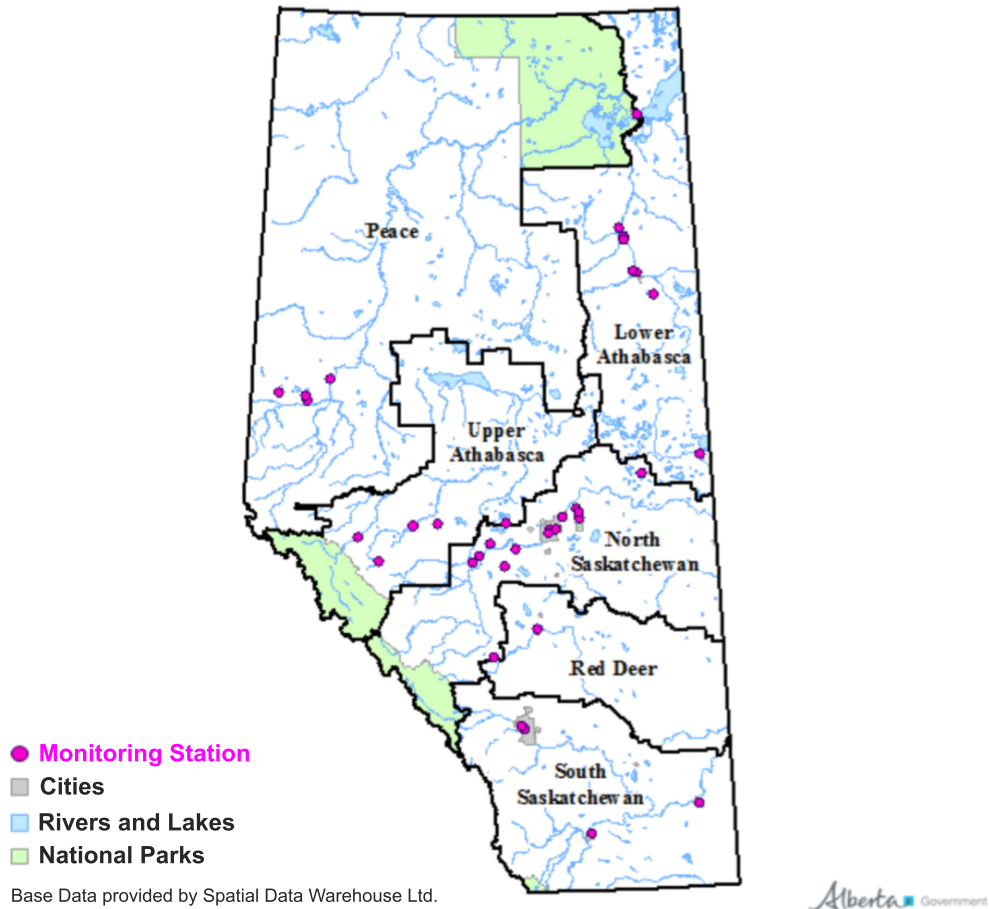 Peace
Lower
Athabasca
Upper
Athabasca
North
Saskatchewan
Red Deer
South
Saskatchewan
Monitoring Station
Cities
Rivers and Lakes
National Parks
Base Data provided by Spatial Data Warehouse Ltd.
Alberta Government